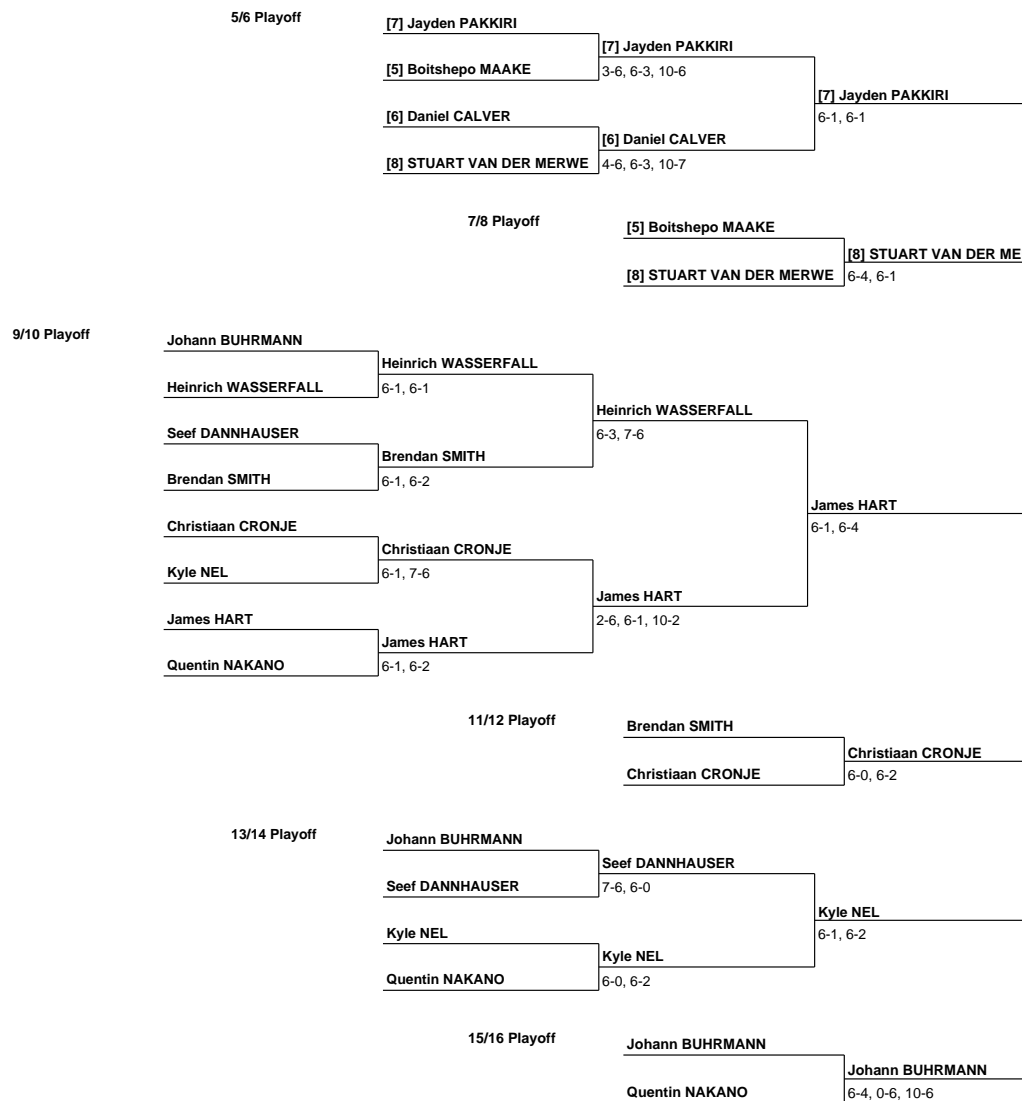 5/6 Playoff
[7] Jayden PAKKIRI
[7] Jayden PAKKIRI
[5] Boitshepo MAAKE
3-6, 6-3, 10-6
[7] Jayden PAKKIRI
[6] Daniel CALVER
6-1, 6-1
[6] Daniel CALVER
[8] STUART VAN DER MERWE
4-6, 6-3, 10-7
7/8 Playoff
[5] Boitshepo MAAKE
[8] STUART VAN DER ME
[8] STUART VAN DER MERWE
6-4, 6-1
9/10 Playoff
Johann BUHRMANN
Heinrich WASSERFALL
Heinrich WASSERFALL
6-1, 6-1
Heinrich WASSERFALL
Seef DANNHAUSER
6-3, 7-6
Brendan SMITH
Brendan SMITH
6-1, 6-2
James HART
Christiaan CRONJE
6-1, 6-4
Christiaan CRONJE
Kyle NEL
6-1, 7-6
James HART
James HART
2-6, 6-1, 10-2
James HART
Quentin NAKANO
6-1, 6-2
11/12 Playoff
Brendan SMITH
Christiaan CRONJE
Christiaan CRONJE
6-0, 6-2
13/14 Playoff
Johann BUHRMANN
Seef DANNHAUSER
Seef DANNHAUSER
7-6, 6-0
Kyle NEL
Kyle NEL
6-1, 6-2
Kyle NEL
Quentin NAKANO
6-0, 6-2
15/16 Playoff
Johann BUHRMANN
Johann BUHRMANN
Quentin NAKANO
6-4, 0-6, 10-6